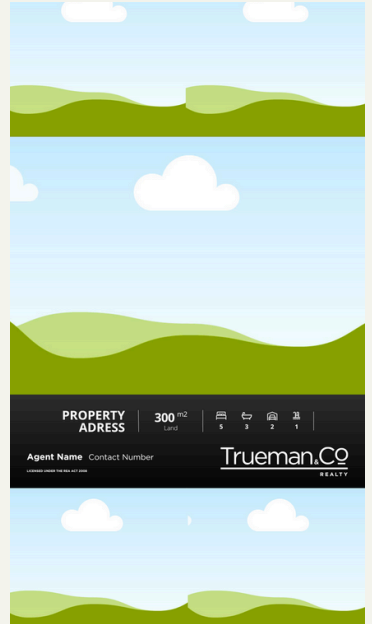 PROPERTY
ADRESS
300 m2
Land
5 3 2 1
Agent Name Contact Number
LICENSED UNDER THE REA ACT 2008
Trueman.&Co
REALTY